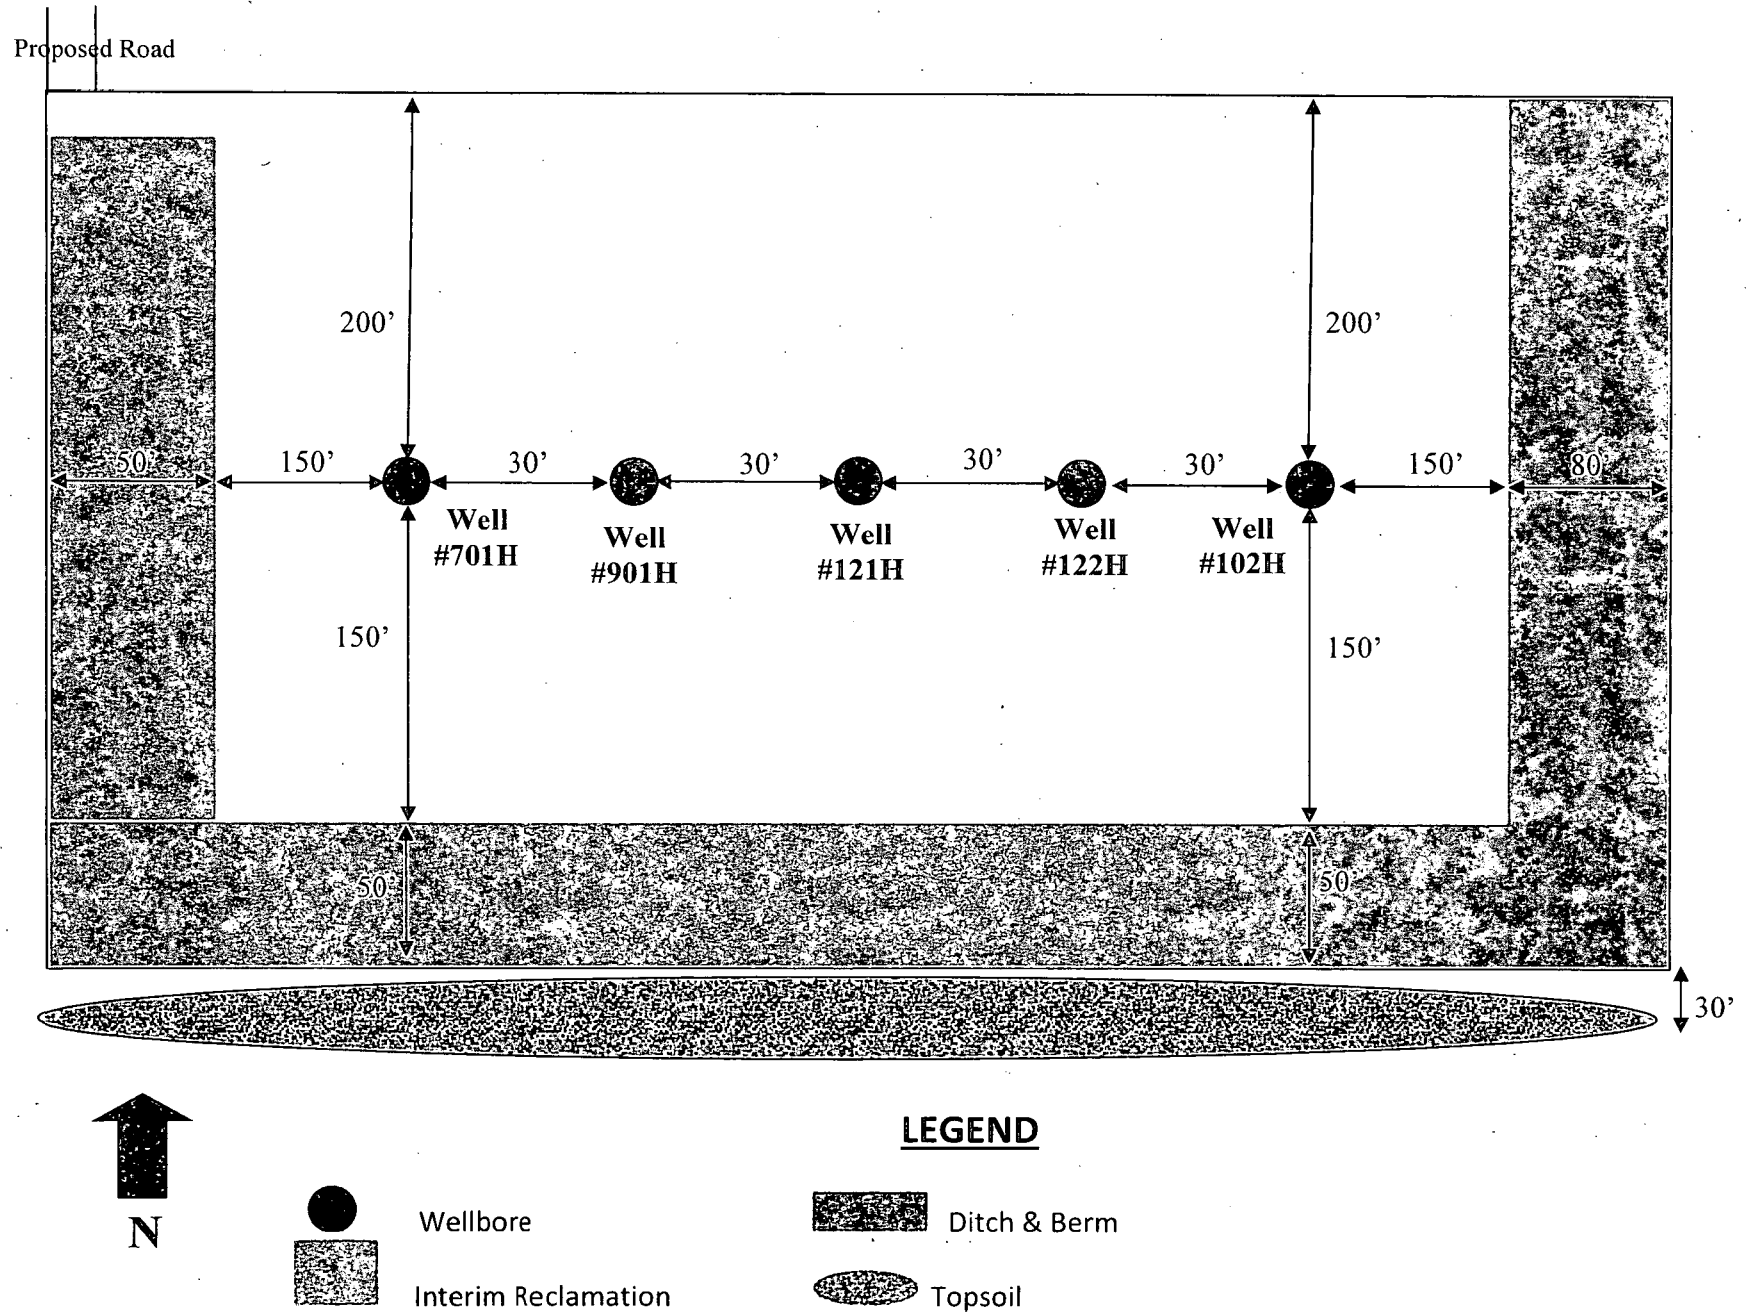 Proposed Road
200’
200’
50’
150’
30’
30’
30’
30’
150’
80
Well
#701H
Well
#901H
Well
#121H
Well
#122H
Well
#102H
150’
150’
50’
50
30’
N
LEGEND
Wellbore
Ditch & Berm
Interim Reclamation
Topsoil